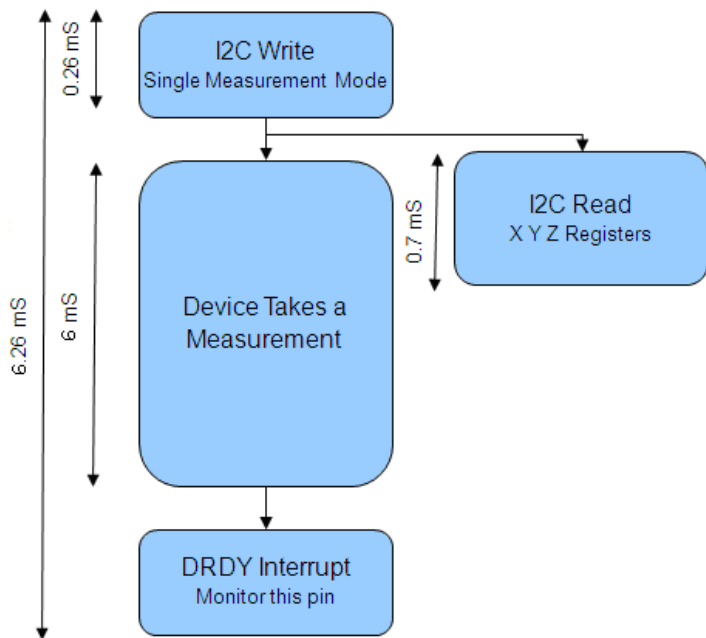 0.26 mS
I2C Write
Single Measurement Mode
6.26 mS
6 mS
Device Takes a
Measurement
0.7 mS
I2C Read
X Y Z Registers
DRDY Interrupt
Monitor this pin